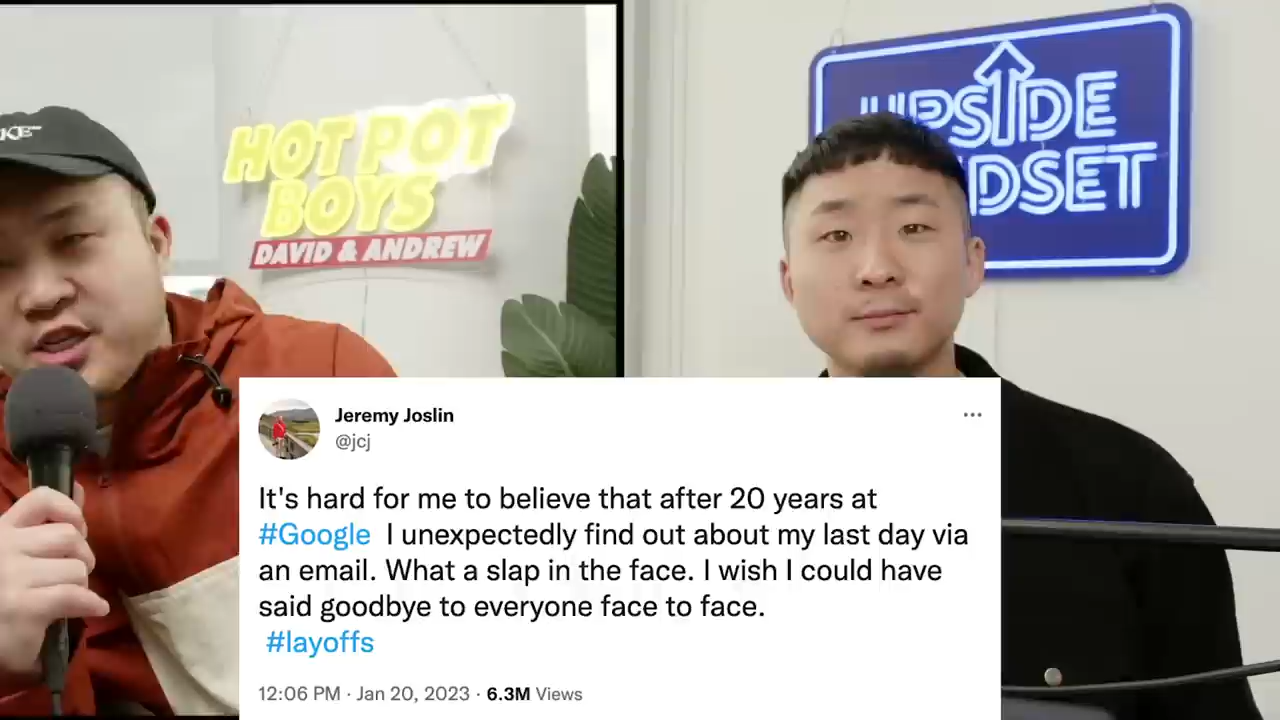 HOT POT
BOYS
DAVID & ANDREW
UPSIDE
DSET
Jeremy Joslin
@jcj
It's hard for me to believe that after 20 years at
#Google I unexpectedly find out about my last day via
an email. What a slap in the face. I wish I could have
said goodbye to everyone face to face.
#layoffs
12:06 PM · Jan 20, 2023 · 6.3M Views